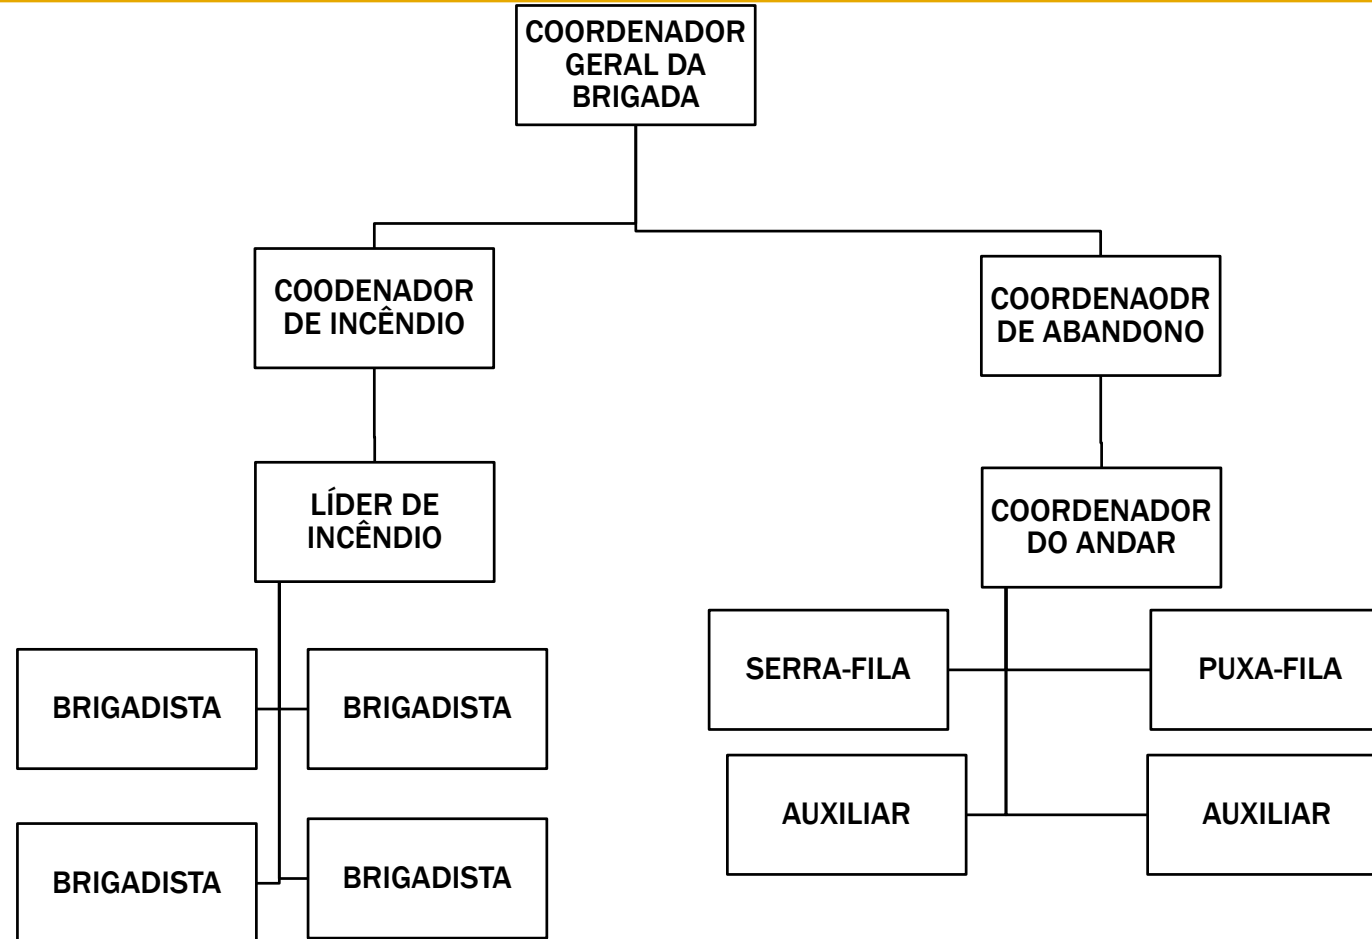 COORDENADOR
GERAL DA
BRIGADA
COODENADOR
DE INCÊNDIO
COORDENAODR
DE ABANDONO
LÍDER DE
INCÊNDIO
COORDENADOR
DO ANDAR
SERRA-FILA
PUXA-FILA
BRIGADISTA
BRIGADISTA
AUXILIAR
AUXILIAR
BRIGADISTA
BRIGADISTA